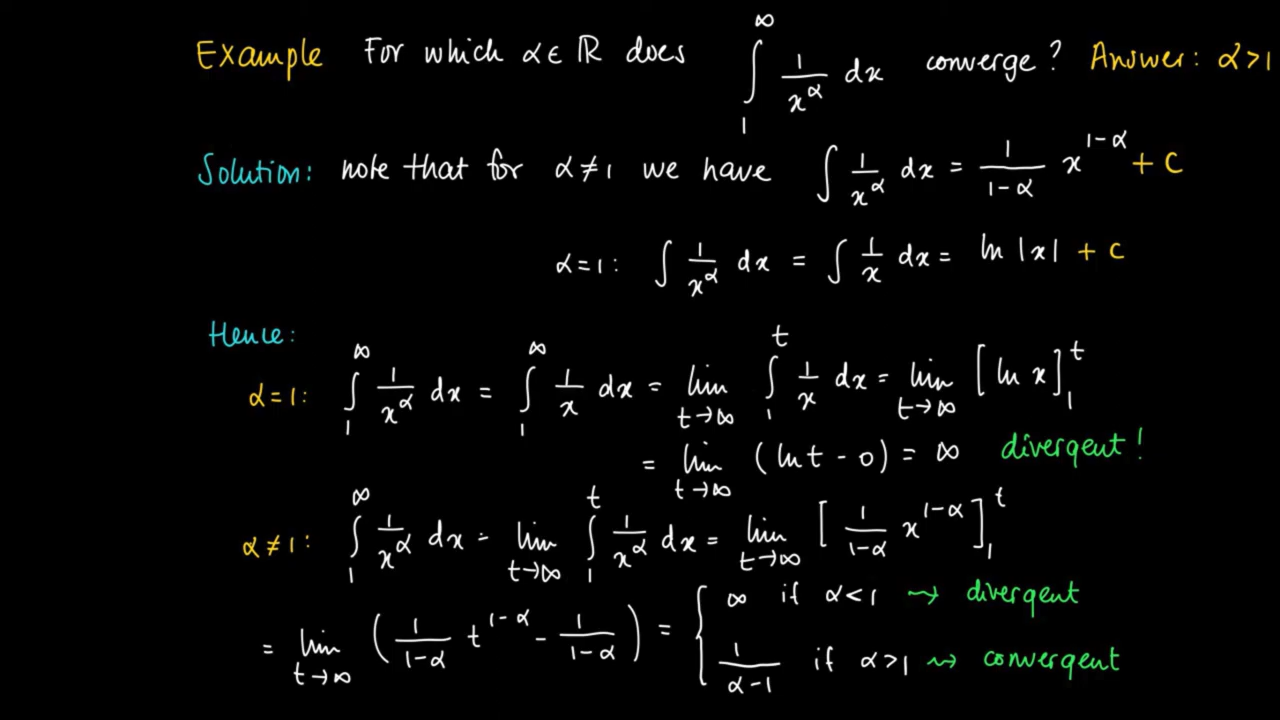 Example For which α ∈ ℝ does ∫₁^∞ 1/x^α dx converge? Answer: α > 1
Solution: note that for α ≠ 1 we have ∫ 1/x^α dx = 1/(1-α) x^(1-α) + C
α = 1: ∫ 1/x^α dx = ∫ 1/x dx = ln |x| + C
Hence:
α = 1: ∫₁^∞ 1/x^α dx = ∫₁^∞ 1/x dx = lim_(t→∞) ∫₁^t 1/x dx = lim_(t→∞) [ln x]₁^t
= lim_(t→∞) (ln t - 0) = ∞ divergent!
α ≠ 1: ∫₁^∞ 1/x^α dx = lim_(t→∞) ∫₁^t 1/x^α dx = lim_(t→∞) [1/(1-α) x^(1-α)]₁^t
= lim_(t→∞) (1/(1-α) t^(1-α) - 1/(1-α)) = { ∞ if α < 1 ⇝ divergent
1/(α-1) if α > 1 ⇝ convergent